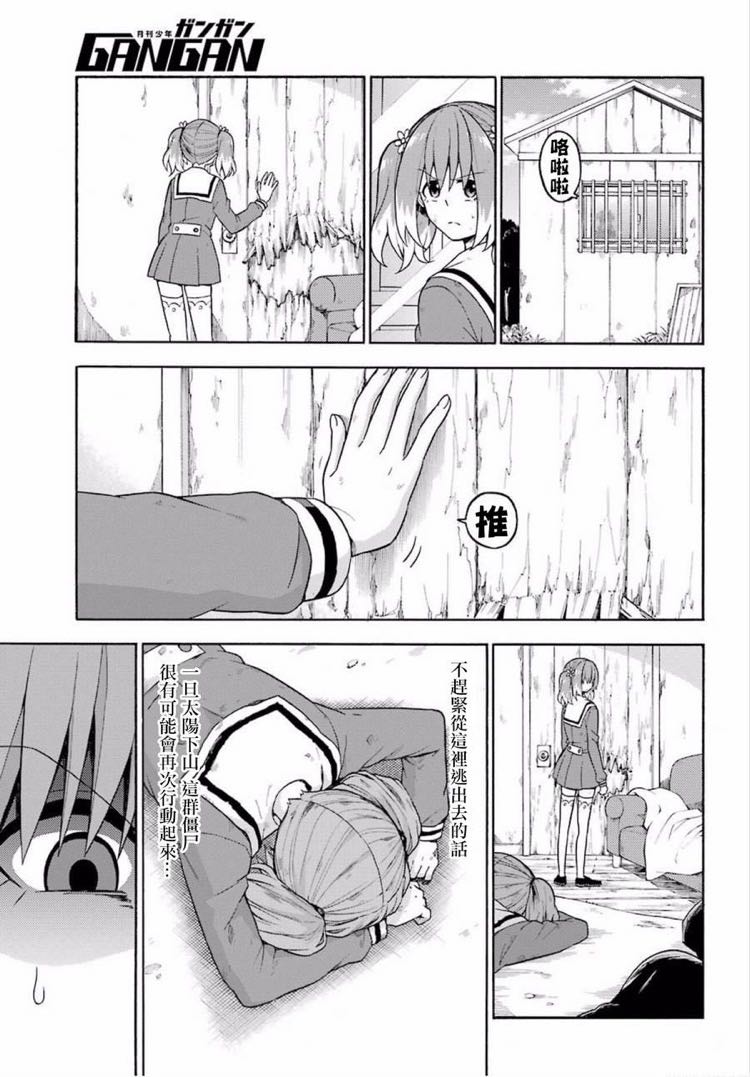 月刊少年
ガンガン
GANGAN
咯啦啦
推
不趕緊從這裡逃出去的話
一旦太陽下山，這群僵尸
很有可能會再次行動起來…